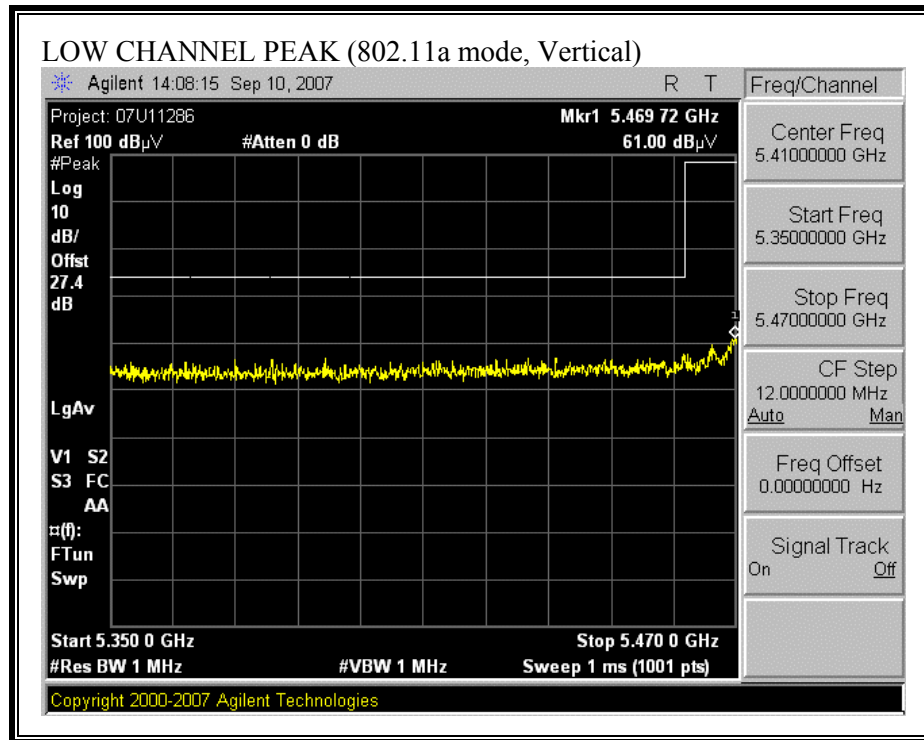 LOW CHANNEL PEAK (802.11a mode, Vertical)
Agilent 14:08:15 Sep 10, 2007 R T
Freq/Channel
Project: 07U11286 Mkr1 5.469 72 GHz
Ref 100 dBµV #Atten 0 dB 61.00 dBµV
#Peak
Log
10
dB/
Offst
27.4
dB
1
LgAv
V1 S2
S3 FC
AA
¤(f):
FTun
Swp
Start 5.350 0 GHz Stop 5.470 0 GHz
#Res BW 1 MHz #VBW 1 MHz Sweep 1 ms (1001 pts)
Center Freq
5.41000000 GHz
Start Freq
5.35000000 GHz
Stop Freq
5.47000000 GHz
CF Step
12.0000000 MHz
Auto Man
Freq Offset
0.00000000 Hz
Signal Track
On Off
Copyright 2000-2007 Agilent Technologies